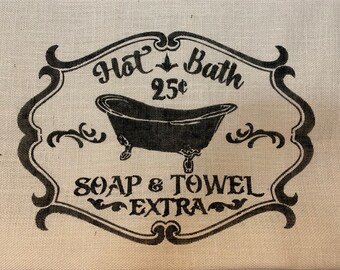 Hot Bath
25¢
SOAP & TOWEL
EXTRA